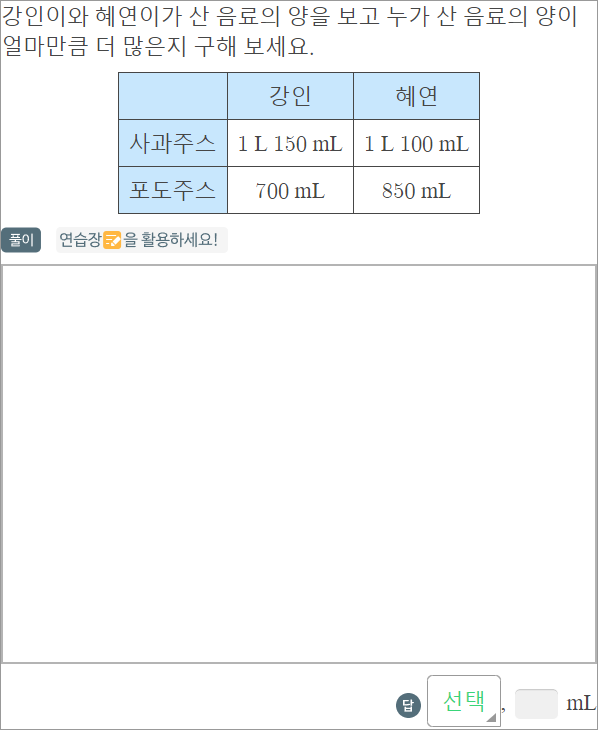 강인이와 혜연이가 산 음료의 양을 보고 누가 산 음료의 양이
얼마만큼 더 많은지 구해 보세요.
강인 혜연
사과주스 1 L 150 mL 1 L 100 mL
포도주스 700 mL 850 mL
풀이 연습장을 활용하세요!
답 선택, mL